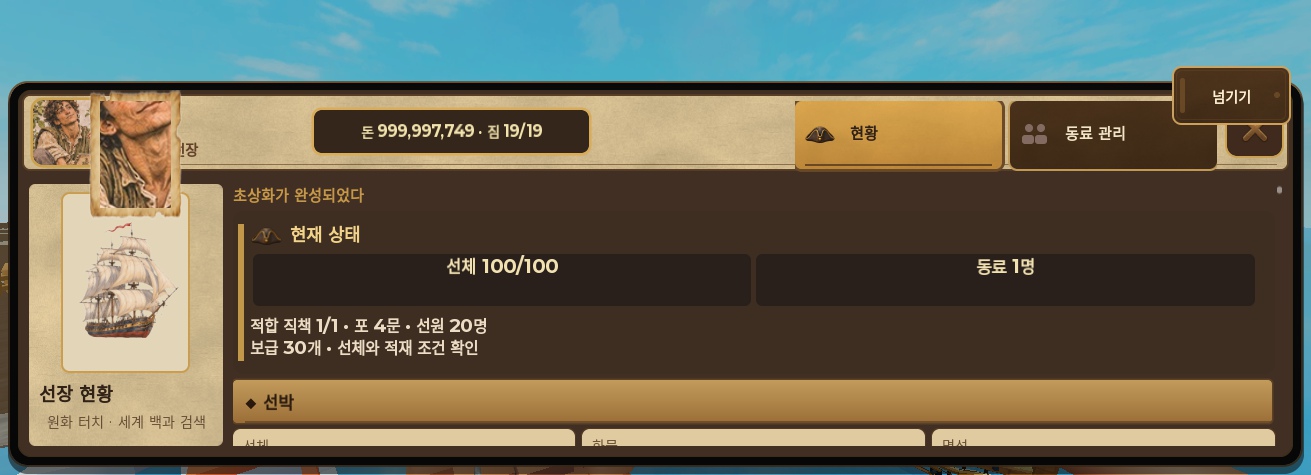 넘기기
돈 999,997,749 · 짐 19/19
현황
동료 관리
초상화가 완성되었다
현재 상태
선체 100/100
동료 1명
적합 직책 1/1 • 포 4문 • 선원 20명
보급 30개 • 선체와 적재 조건 확인
선장 현황
원화 터치 · 세계 백과 검색
◆ 선박